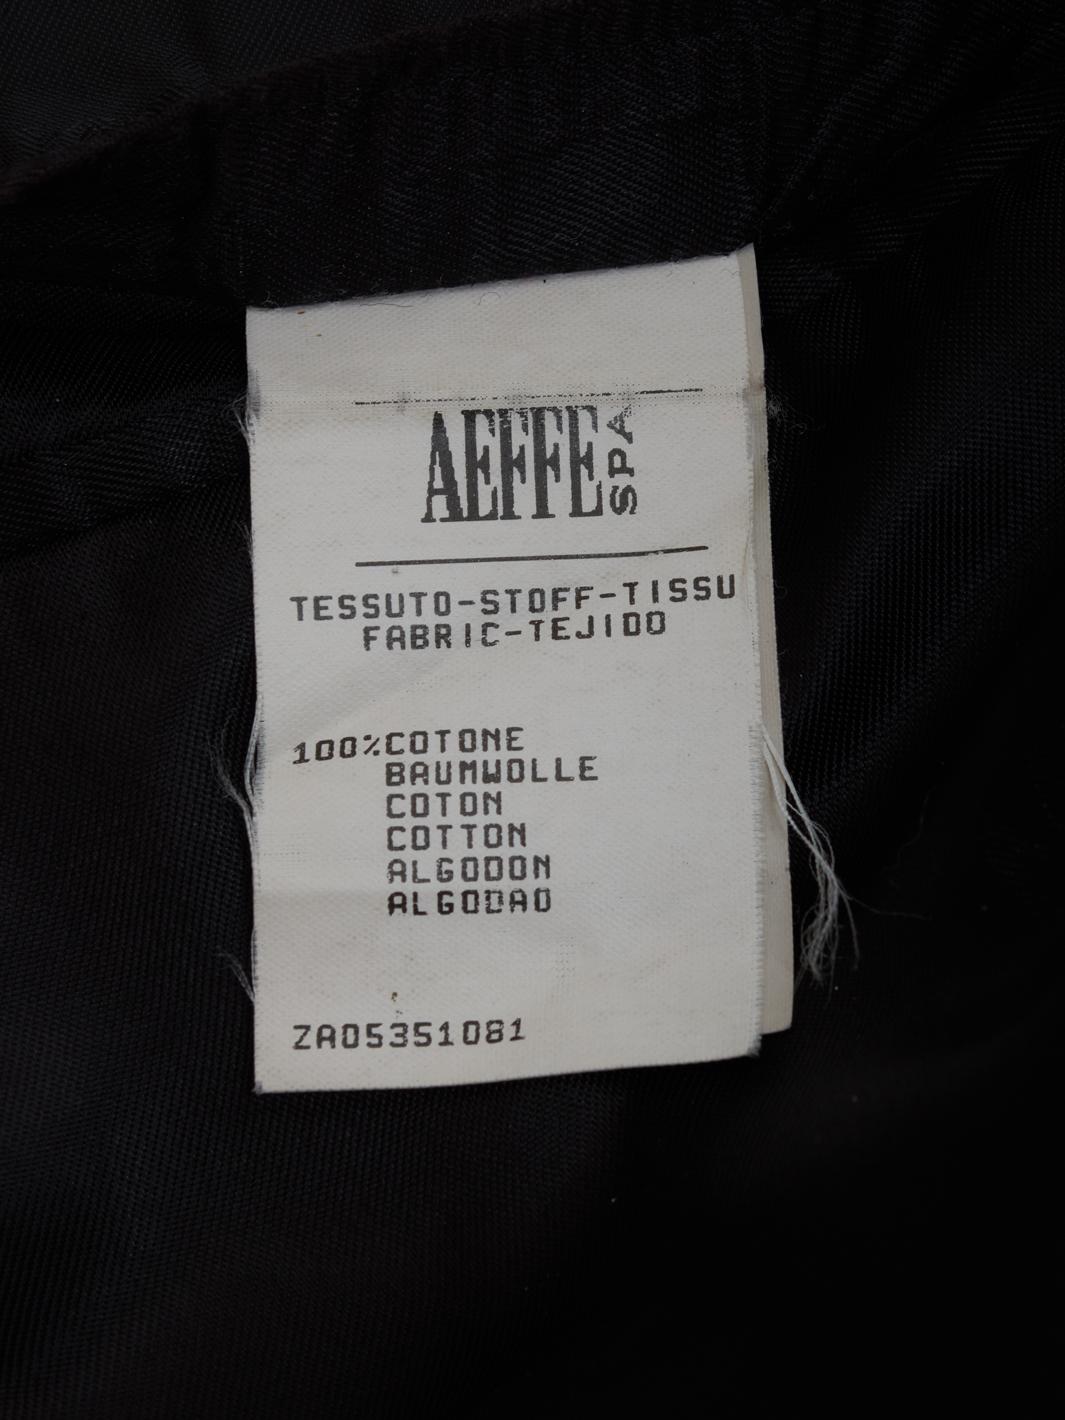 AEFFE SPA
TESSUTO-STOFF-TISSU
FABRIC-TEJIDO
100%COTONE
BAUMWOLLE
COTON
COTTON
ALGODON
ALGODAO
ZA05351081